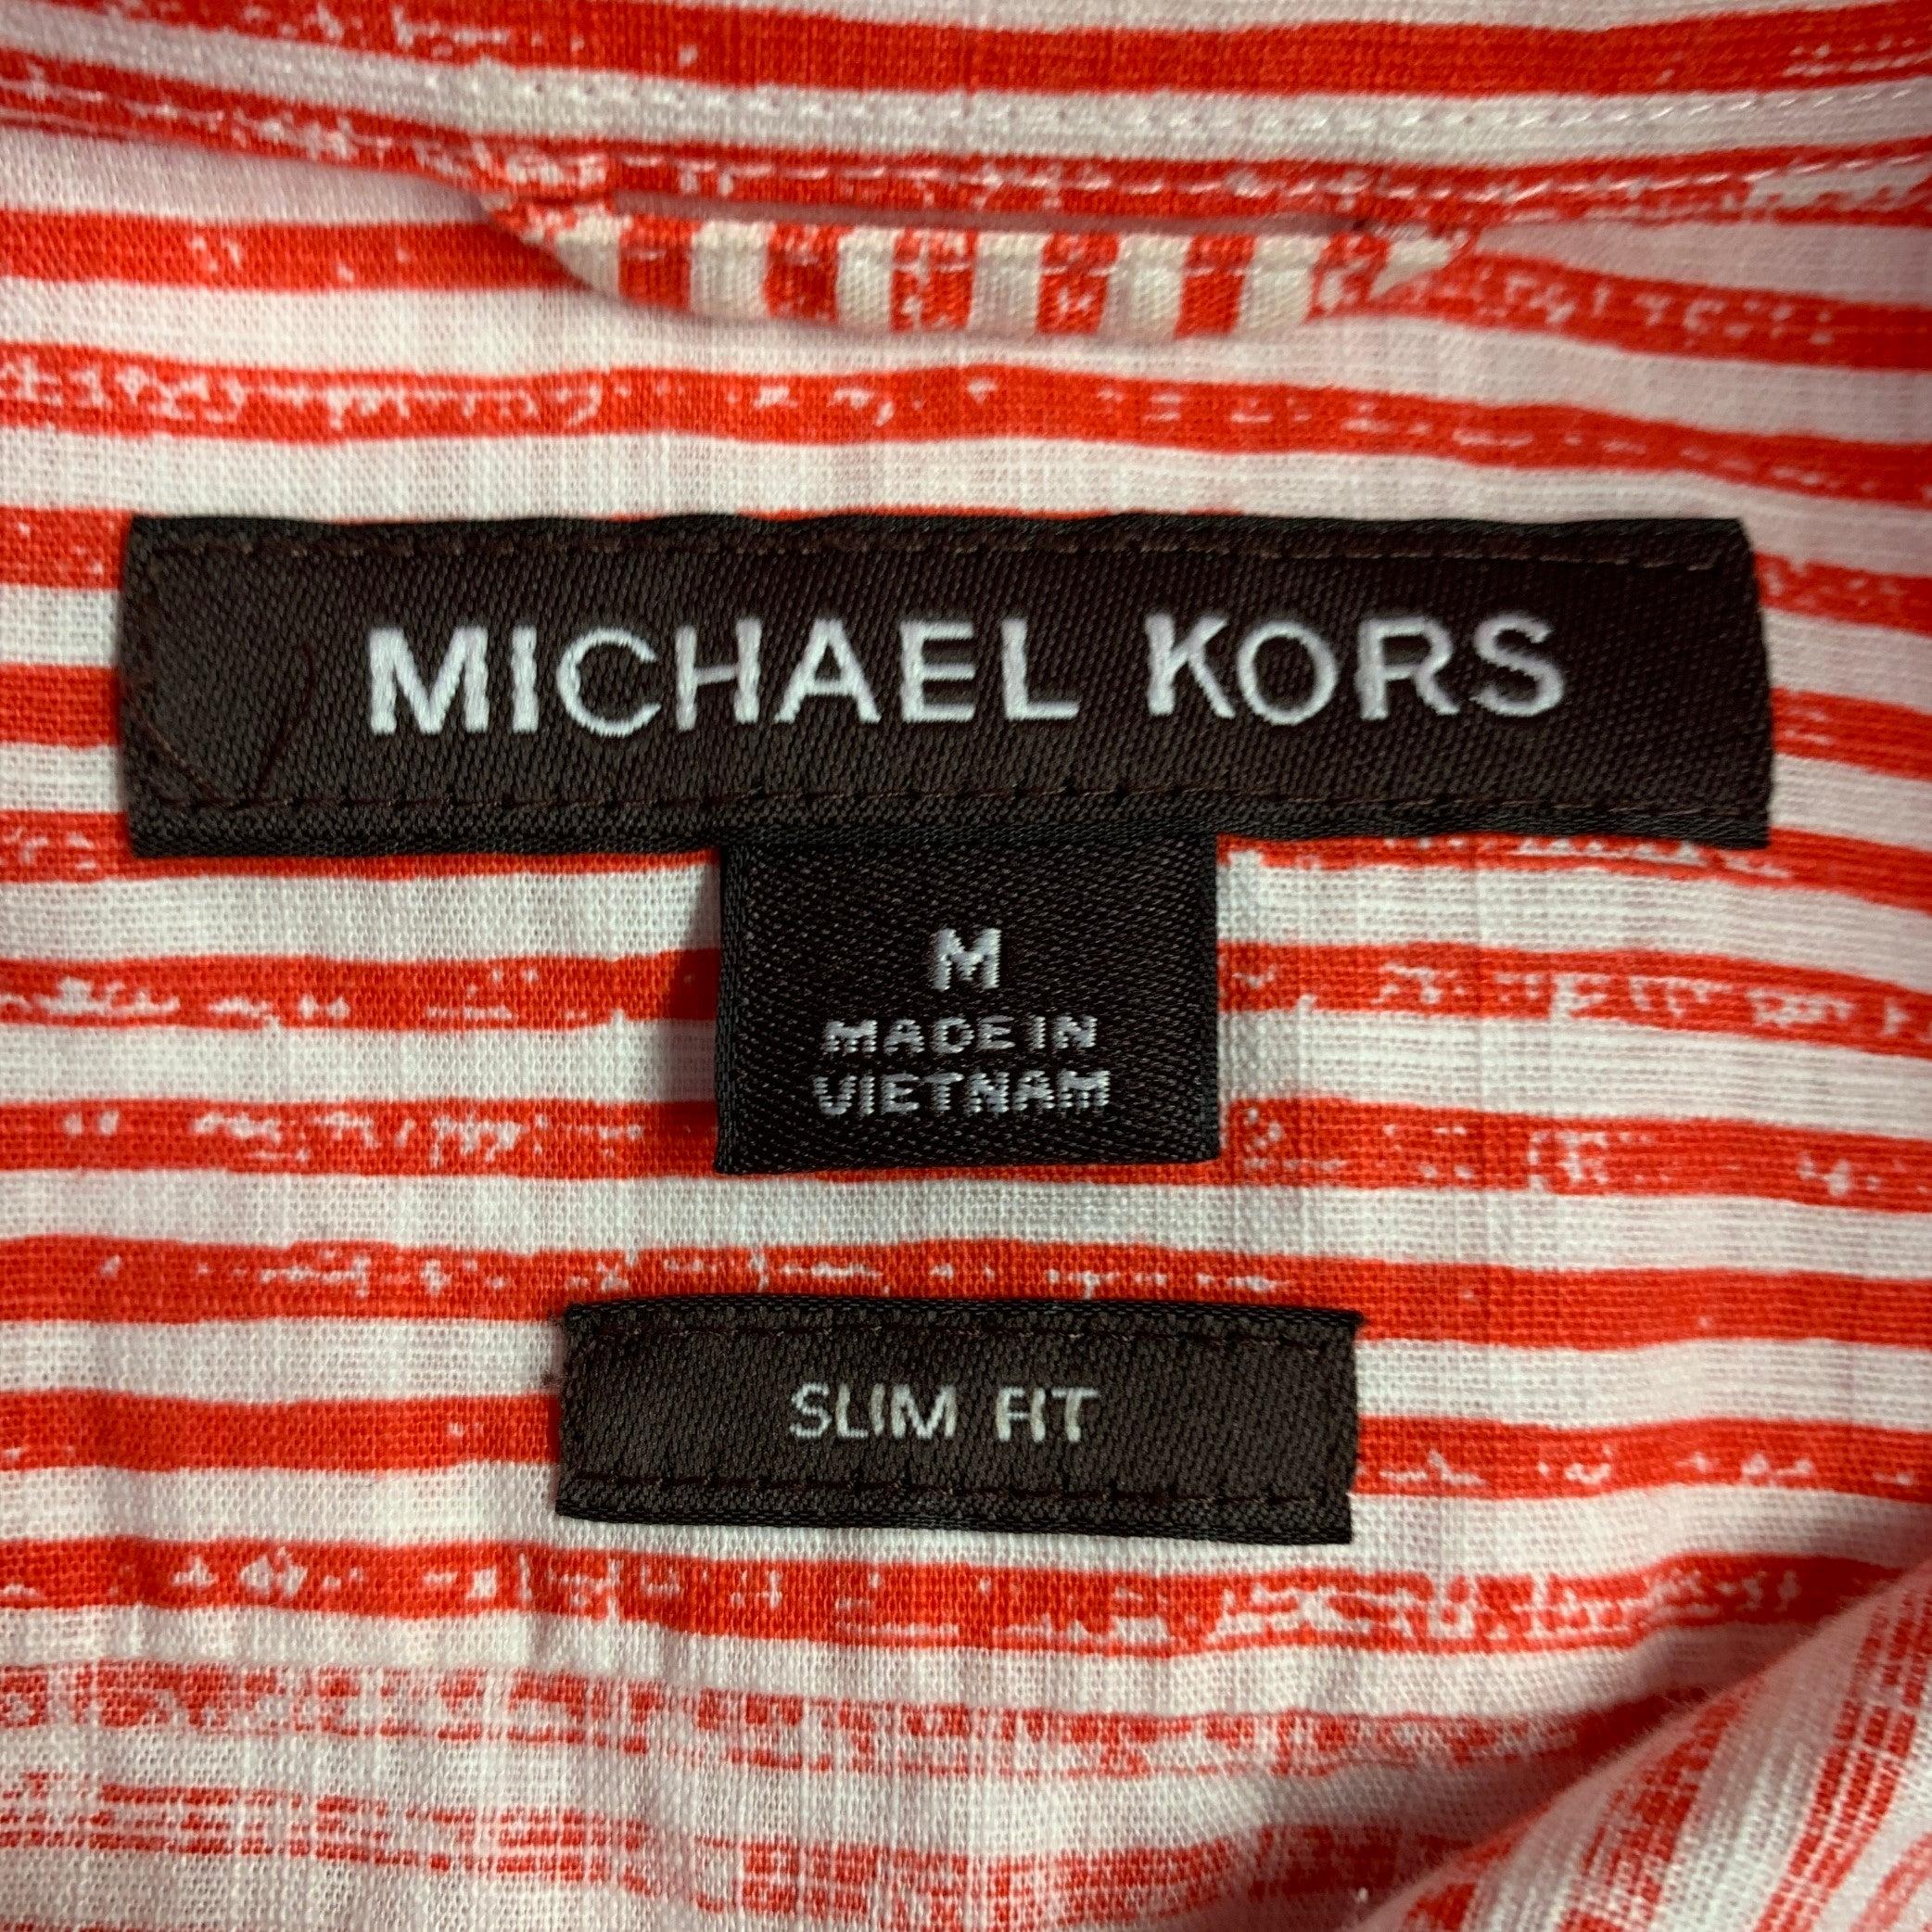 MICHAEL KORS
M
MADE IN
VIETNAM
SLIM FIT